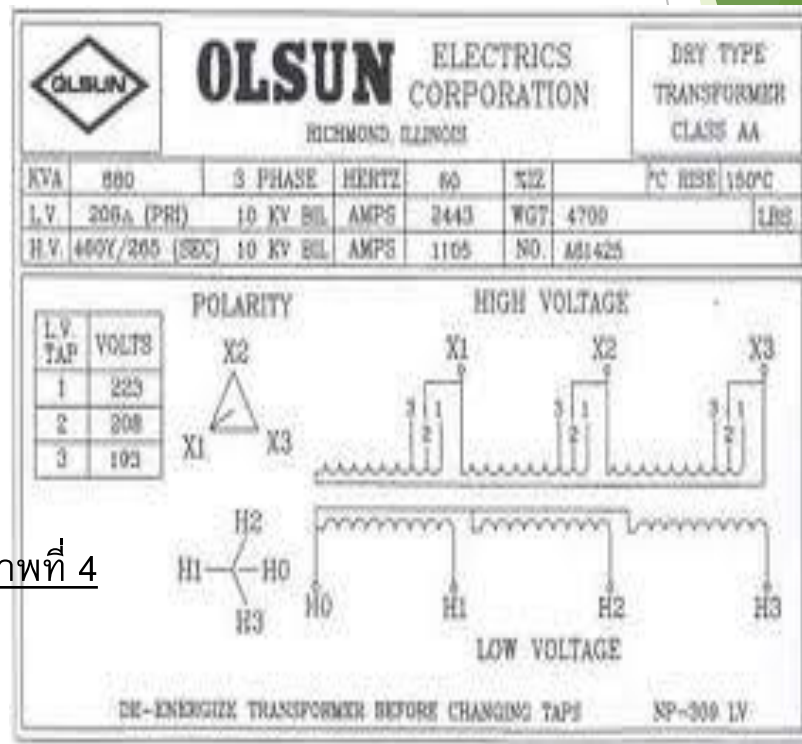 OLSUN
OLSUN ELECTRICS CORPORATION
RICHMOND, ILLINOIS
DRY TYPE
TRANSFORMER
CLASS AA
KVA 880 3 PHASE HERTZ 60 %IZ °C RISE 150°C
L.V. (PRI) 10 KV BIL AMPS 2443 WGT. 4700 LBS
H.V. 460Y/265 (SEC) 10 KV BIL AMPS 1105 NO. A61425
POLARITY HIGH VOLTAGE
L.V. TAP VOLTS
1 223
2 208
3 193
X2
X1 X3
X1 X2 X3
3 2 1 3 2 1 3 2 1
H2
H1 H0
H3
H0 H1 H2 H3
LOW VOLTAGE
าพที่ 4
DE-ENERGIZE TRANSFORMER BEFORE CHANGING TAPS NP-309 LV